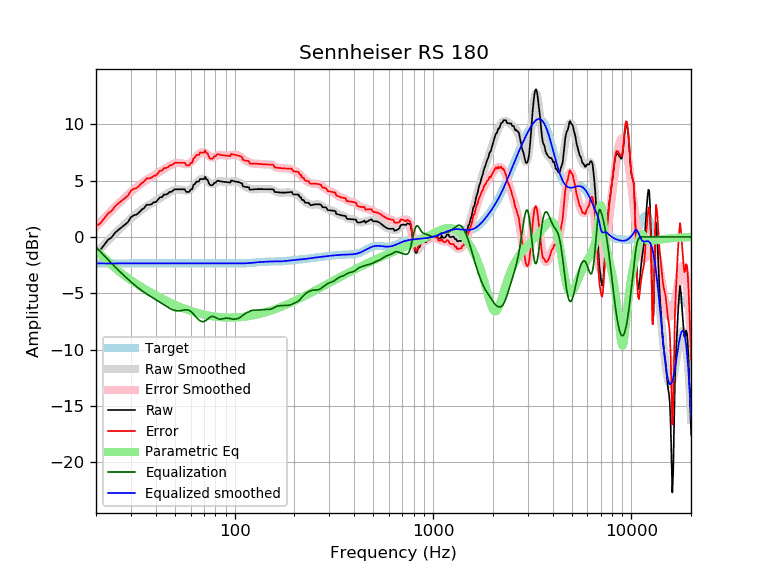 Sennheiser RS 180
Amplitude (dBr)
10
5
0
−5
−10
−15
−20
Target
Raw Smoothed
Error Smoothed
Raw
Error
Parametric Eq
Equalization
Equalized smoothed
100
1000
10000
Frequency (Hz)